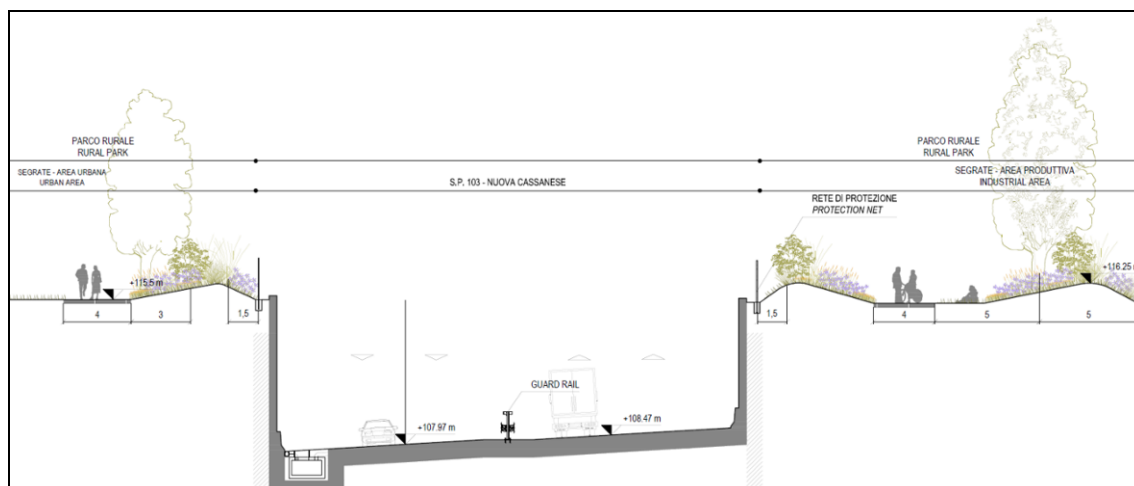 PARCO RURALE
RURAL PARK
SEGRATE - AREA URBANA
URBAN AREA
S.P. 103 - NUOVA CASSANESE
PARCO RURALE
RURAL PARK
SEGRATE - AREA PRODUTTIVA
INDUSTRIAL AREA
RETE DI PROTEZIONE
PROTECTION NET
+115.5 m
+116.25 m
4
3
1,5
1,5
4
5
5
GUARD RAIL
+107.97 m
+108.47 m